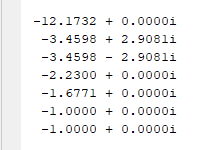 -12.1732 + 0.0000i
-3.4598 + 2.9081i
-3.4598 - 2.9081i
-2.2300 + 0.0000i
-1.6771 + 0.0000i
-1.0000 + 0.0000i
-1.0000 + 0.0000i